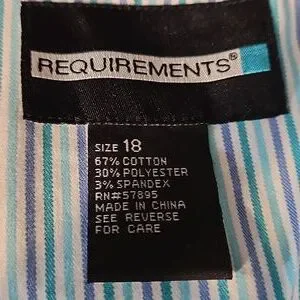 REQUIREMENTS®
SIZE 18
67% COTTON
30% POLYESTER
3% SPANDEX
RN#57895
MADE IN CHINA
SEE REVERSE
FOR CARE